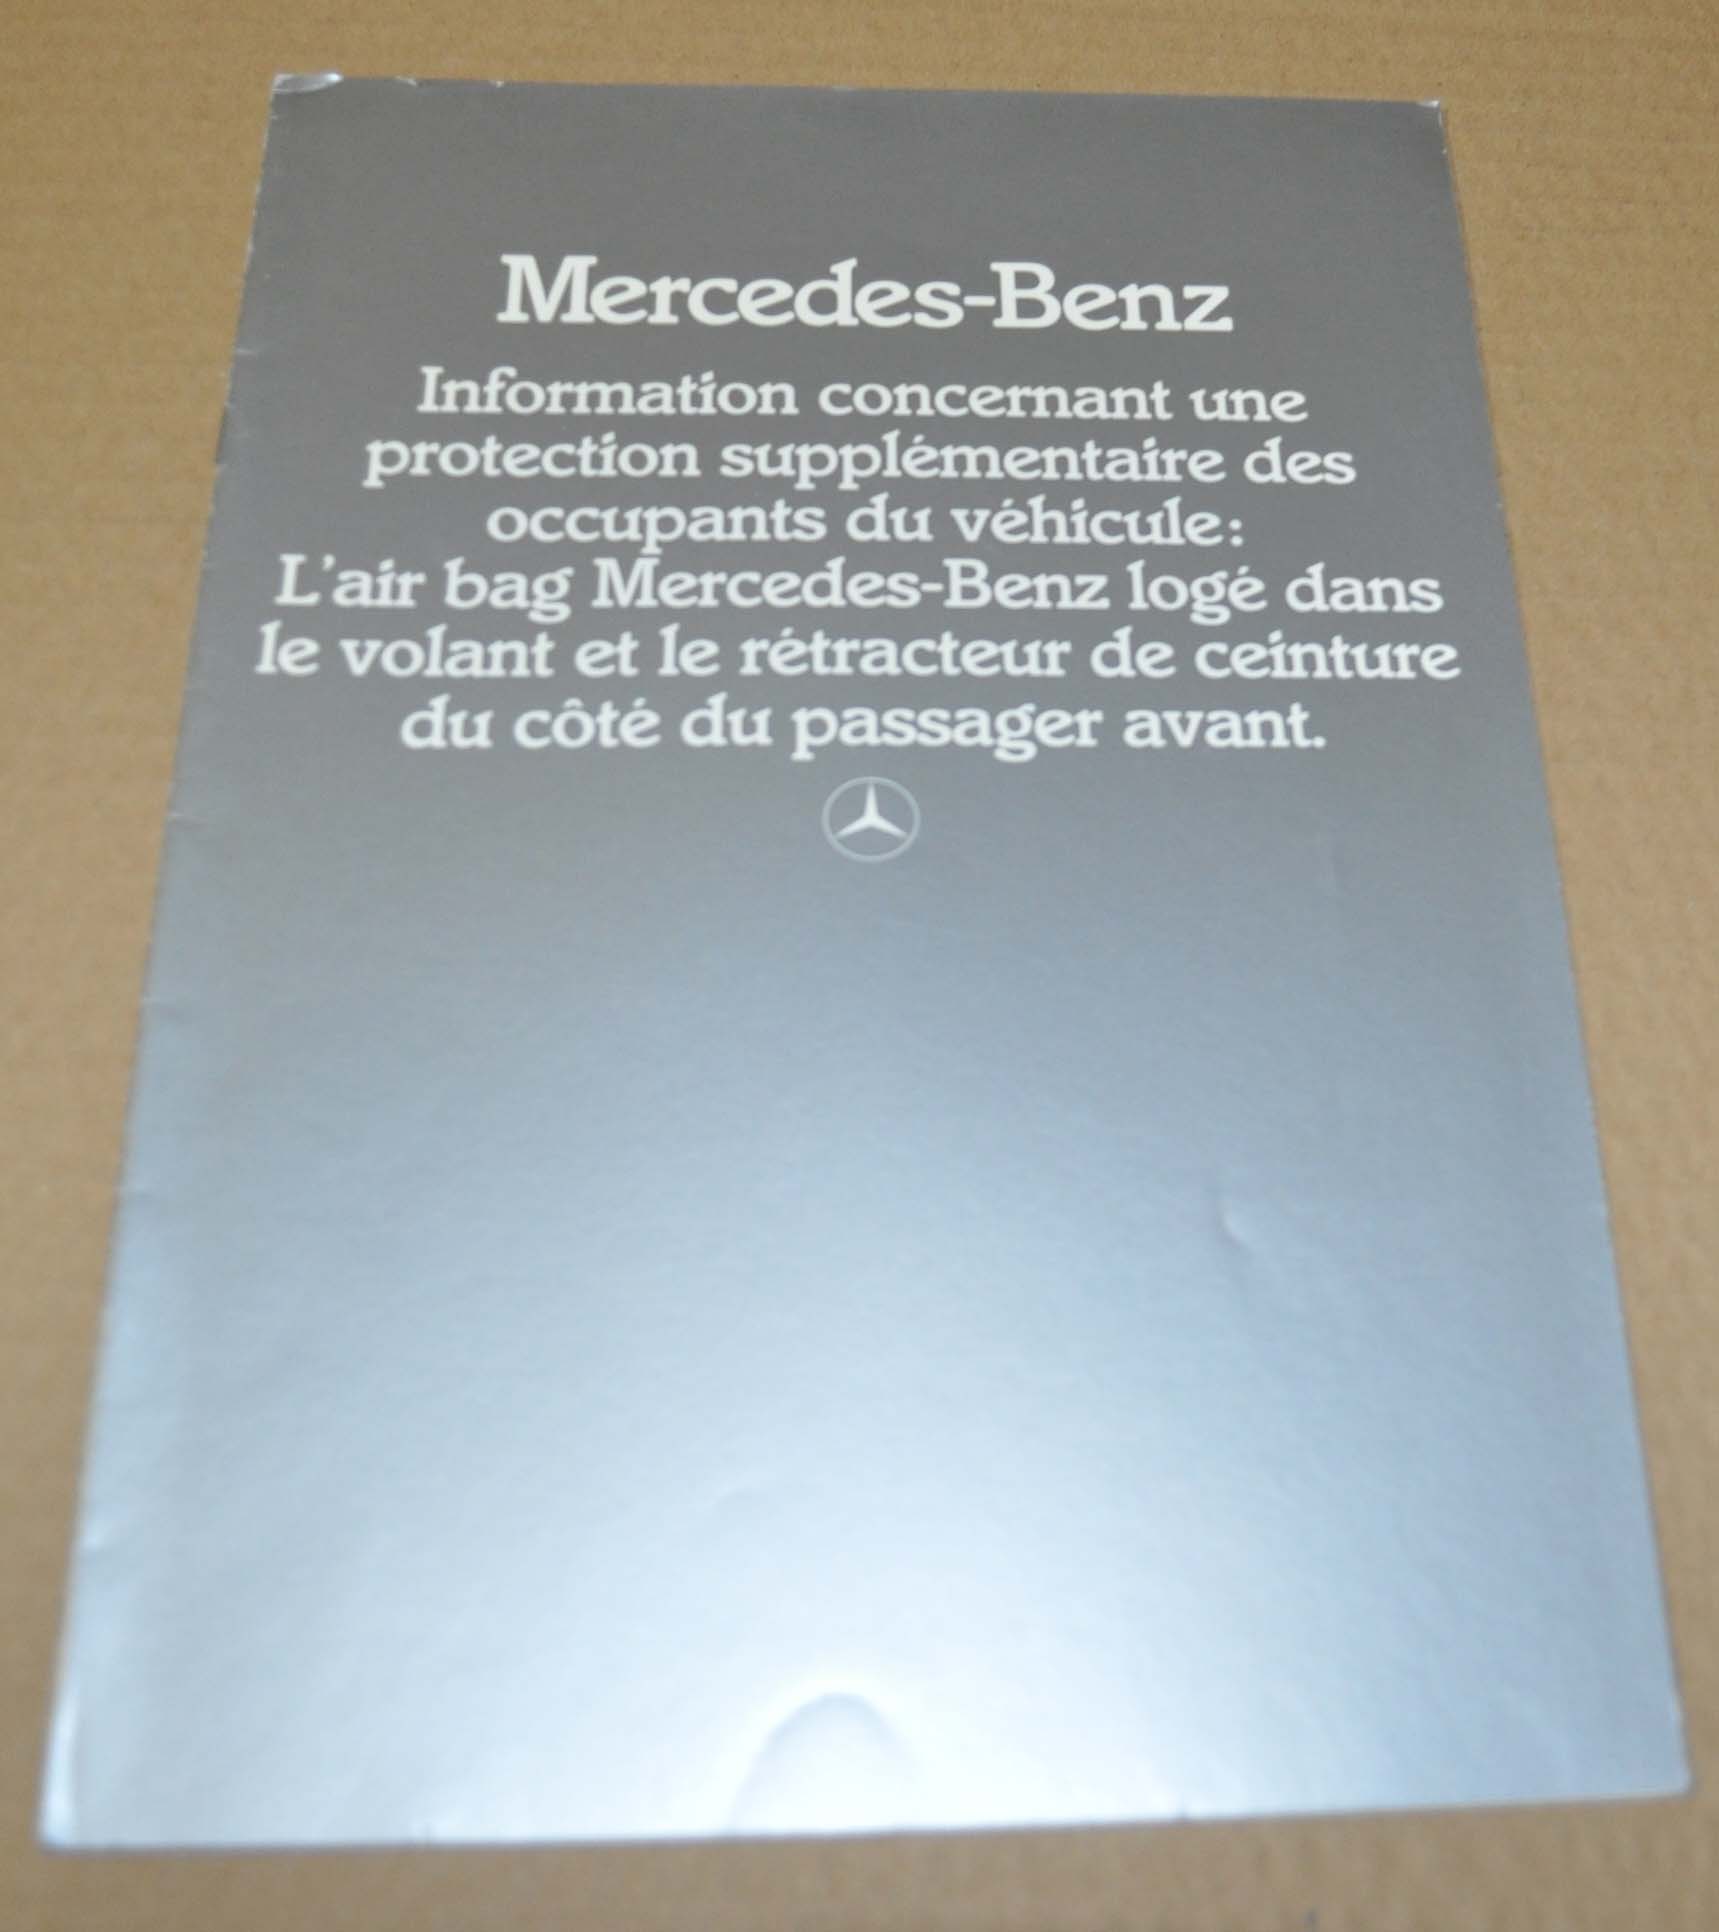 Mercedes-Benz
Information concernant une
protection supplémentaire des
occupants du véhicule:
L'air bag Mercedes-Benz logé dans
le volant et le rétracteur de ceinture
du côté du passager avant.